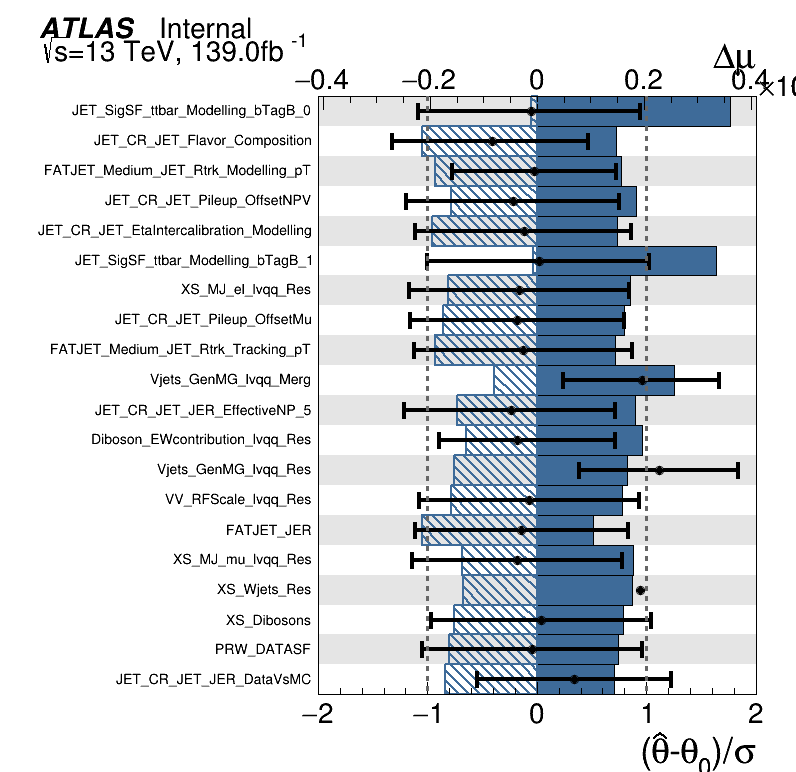 ATLAS Internal
√s=13 TeV, 139.0fb -1
Δμ
−0.4 −0.2 0 0.2 0.4 ×10
JET_SigSF_ttbar_Modelling_bTagB_0
JET_CR_JET_Flavor_Composition
FATJET_Medium_JET_Rtrk_Modelling_pT
JET_CR_JET_Pileup_OffsetNPV
JET_CR_JET_EtaIntercalibration_Modelling
JET_SigSF_ttbar_Modelling_bTagB_1
XS_MJ_el_lvqq_Res
JET_CR_JET_Pileup_OffsetMu
FATJET_Medium_JET_Rtrk_Tracking_pT
Vjets_GenMG_lvqq_Merg
JET_CR_JET_JER_EffectiveNP_5
Diboson_EWcontribution_lvqq_Res
Vjets_GenMG_lvqq_Res
VV_RFScale_lvqq_Res
FATJET_JER
XS_MJ_mu_lvqq_Res
XS_Wjets_Res
XS_Dibosons
PRW_DATASF
JET_CR_JET_JER_DataVsMC
−2 −1 0 1 2
(θ̂-θ0)/σ